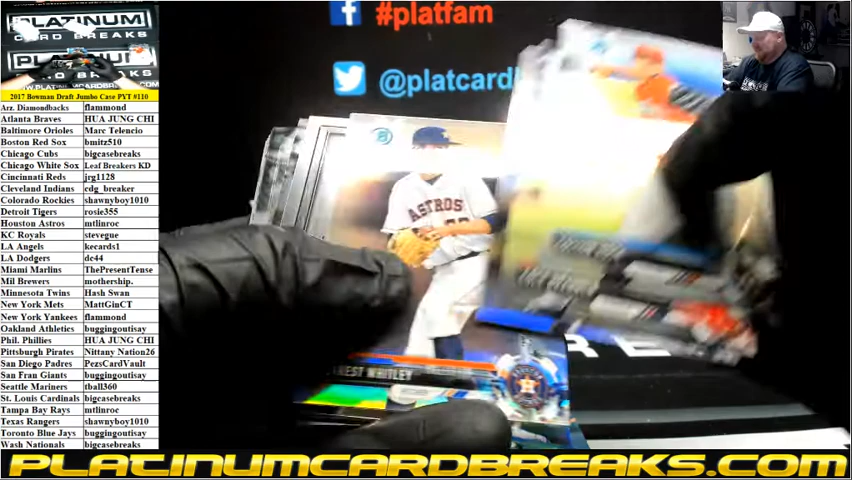 PLATINUM
CARD BREAKS
PLATINUM
#platfam
@platcard
2017 Bowman Draft Jumbo Case PYT #110
Arz. Diamondbacks flammond
Atlanta Braves HUA JUNG CHI
Baltimore Orioles Marc Telencio
Boston Red Sox bmitz510
Chicago Cubs bigcasebreaks
Chicago White Sox Leaf Breakers KD
Cincinnati Reds jrg1128
Cleveland Indians cdg_breaker
Colorado Rockies shawnyboy1010
Detroit Tigers rosie355
Houston Astros mtlinroc
KC Royals stevegue
LA Angels kecards1
LA Dodgers dc44
Miami Marlins ThePresentTense
Mil Brewers mothership.
Minnesota Twins Hash Swan
New York Mets MattGinCT
New York Yankees flammond
Oakland Athletics buggingoutisay
Phil. Phillies HUA JUNG CHI
Pittsburgh Pirates Nittany Nation26
San Diego Padres PezsCardVault
San Fran Giants buggingoutisay
Seattle Mariners tball360
St. Louis Cardinals bigcasebreaks
Tampa Bay Rays mtlinroc
Texas Rangers shawnyboy1010
Toronto Blue Jays buggingoutisay
Wash Nationals bigcasebreaks
ASTROS
WHITLEY
PLATINUMCARDBREAKS.COM